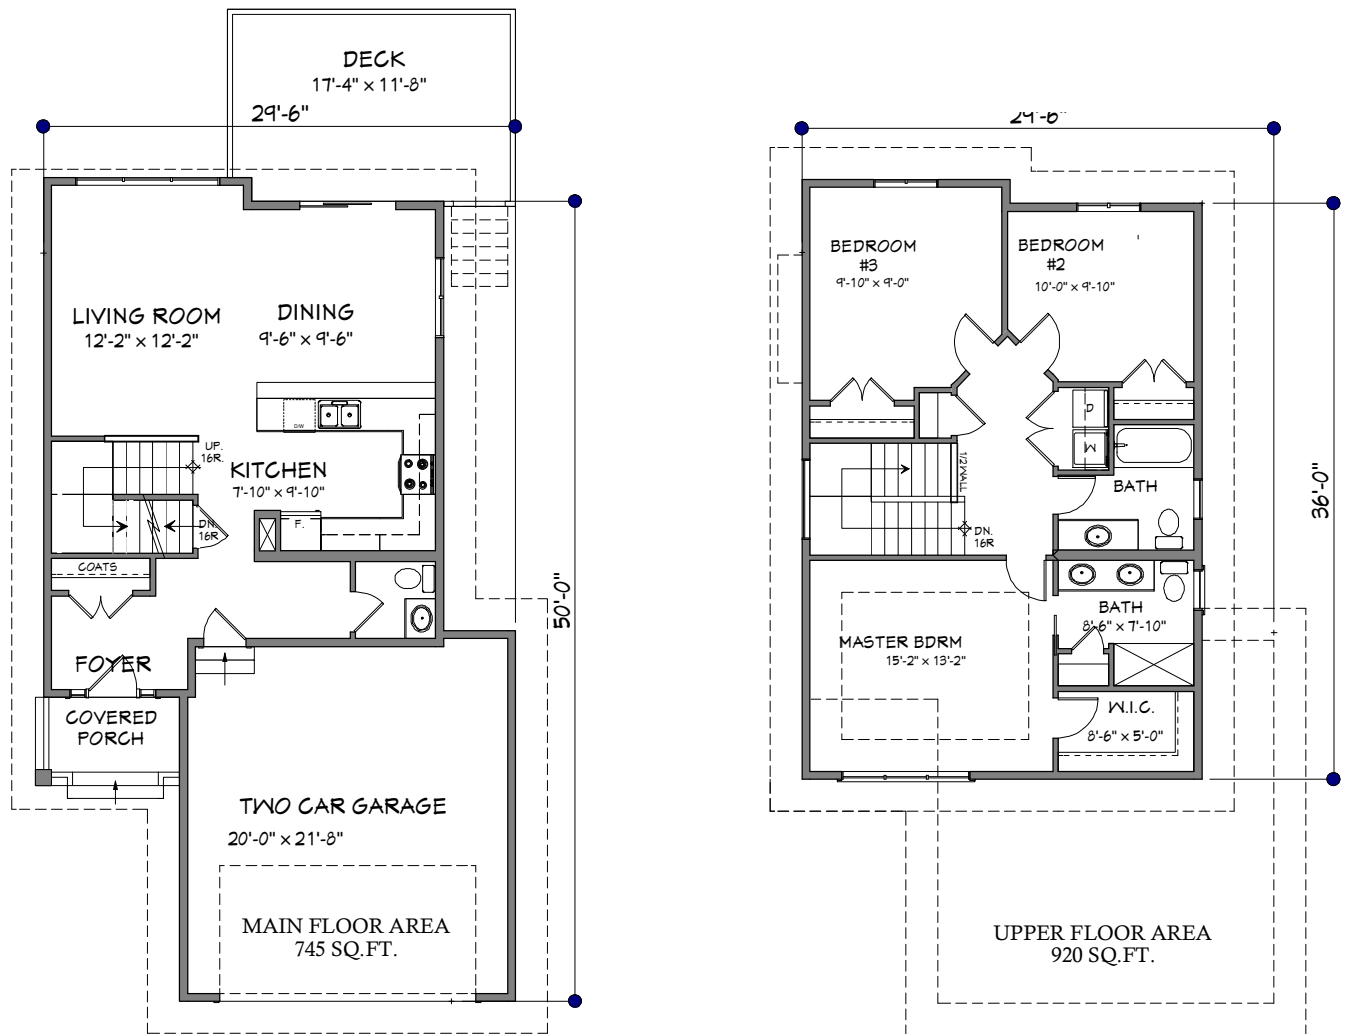 DECK
17'-4" x 11'-8"
29'-6"
LIVING ROOM
12'-2" x 12'-2"
DINING
9'-6" x 9'-6"
D/W
UP.
16R.
KITCHEN
7'-10" x 9'-10"
F.
DN.
16R
COATS
FOYER
COVERED
PORCH
TWO CAR GARAGE
20'-0" x 21'-8"
MAIN FLOOR AREA
745 SQ.FT.
50'-0"
29'-6"
BEDROOM
#3
9'-10" x 9'-0"
BEDROOM
#2
10'-0" x 9'-10"
D
W
1/2 WALL
BATH
DN.
16R
BATH
8'-6" x 7'-10"
MASTER BDRM
15'-2" x 13'-2"
W.I.C.
8'-6" x 5'-0"
36'-0"
UPPER FLOOR AREA
920 SQ.FT.